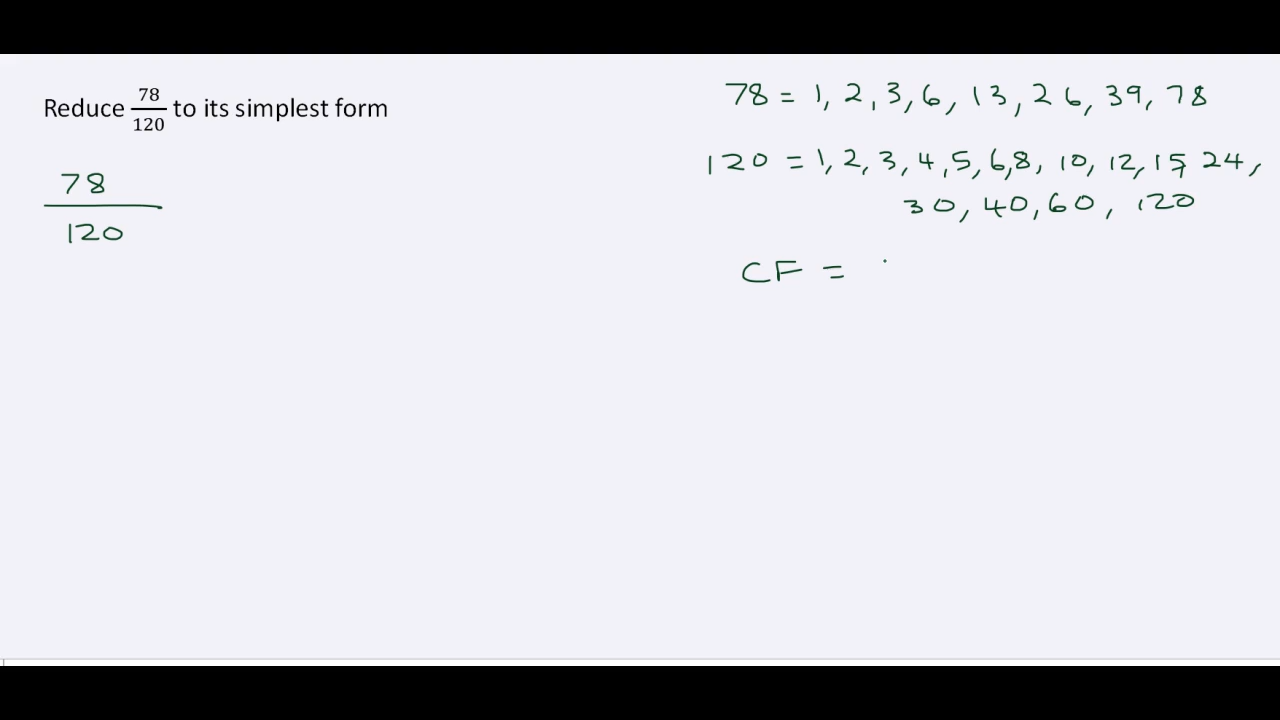 Reduce 78/120 to its simplest form
78
120
78 = 1, 2, 3, 6, 13, 26, 39, 78
120 = 1, 2, 3, 4, 5, 6, 8, 10, 12, 15, 24,
30, 40, 60, 120
CF =